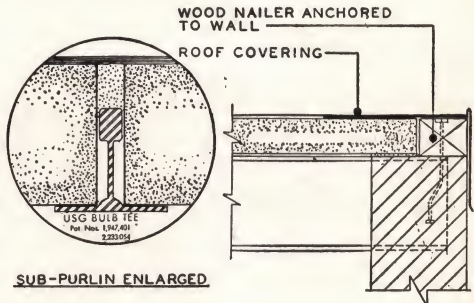 WOOD NAILER ANCHORED
TO WALL
ROOF COVERING
USG BULB TEE
Pat Nos. 1,947,401
2,233,054
SUB-PURLIN ENLARGED